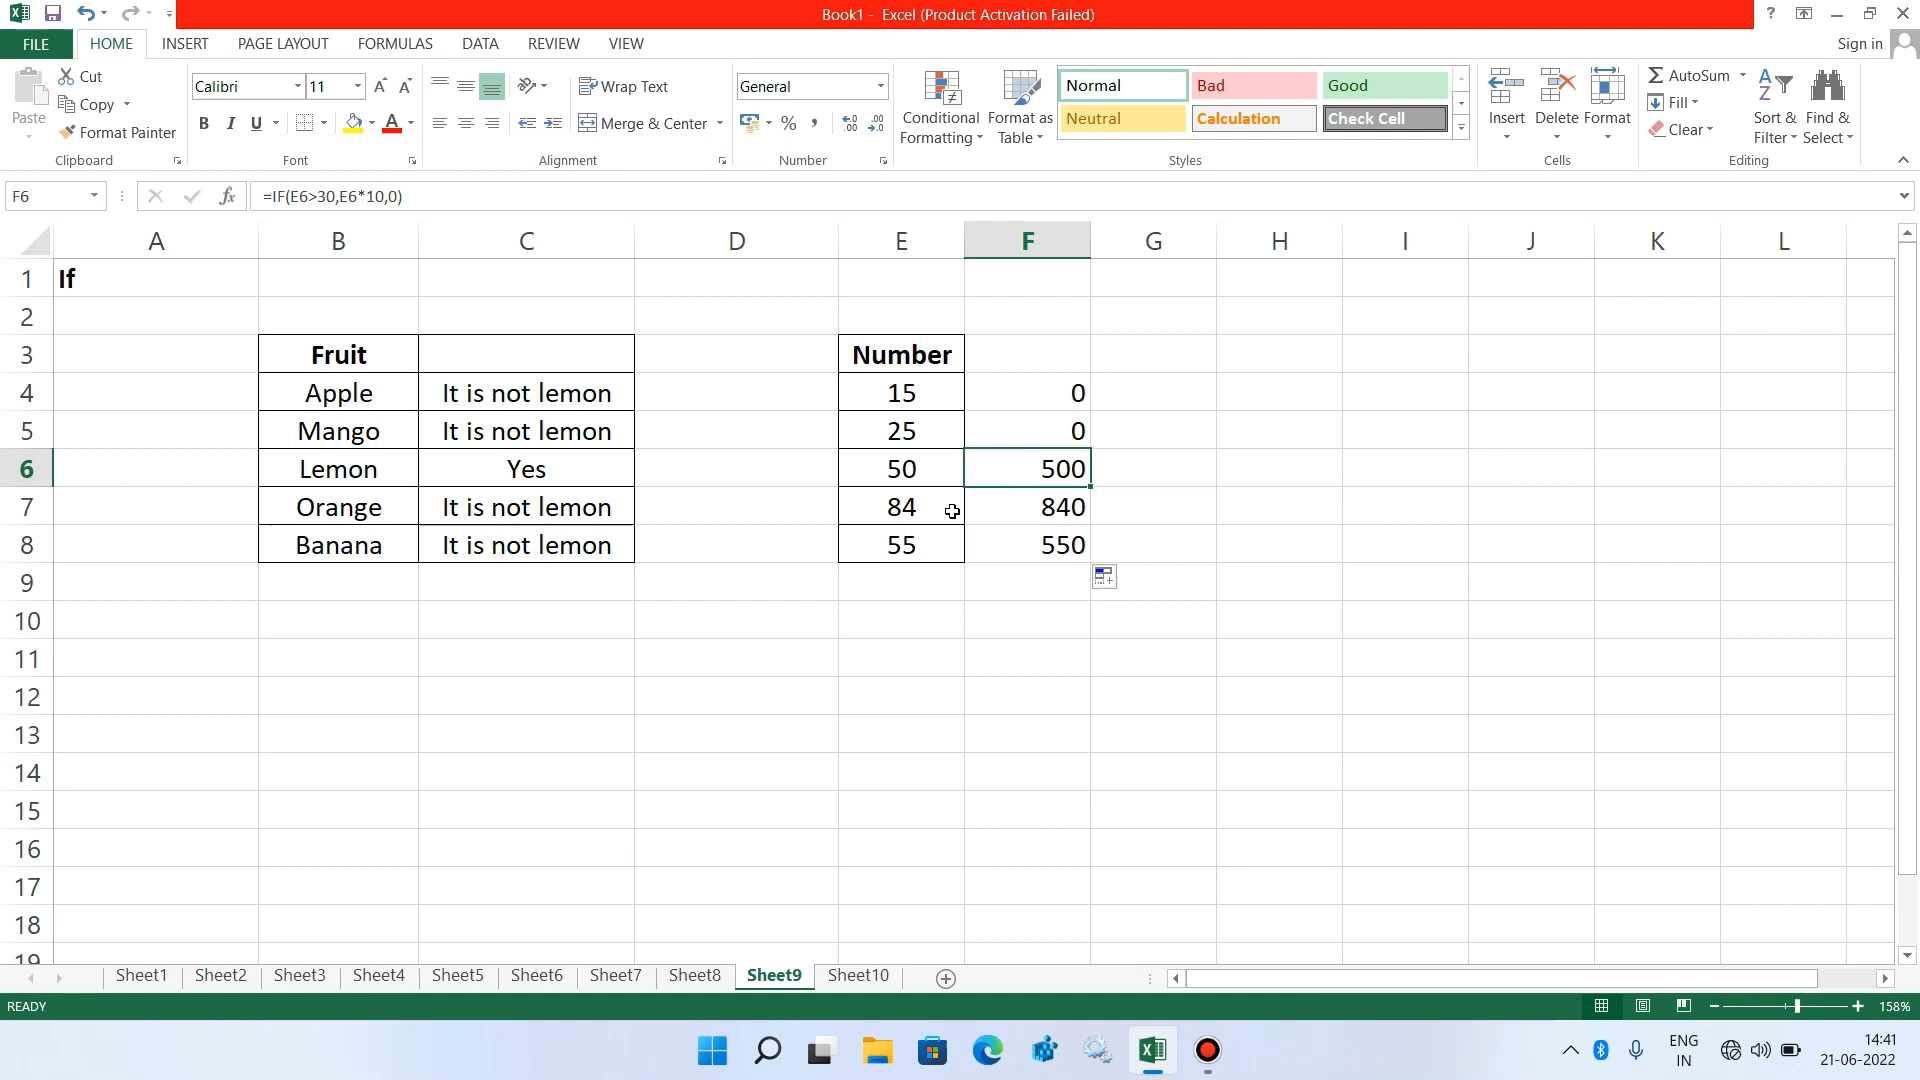 Book1 - Excel (Product Activation Failed)
FILE HOME INSERT PAGE LAYOUT FORMULAS DATA REVIEW VIEW Sign in
Paste
Cut
Copy
Format Painter
Clipboard
Calibri 11
B I U
Font
Wrap Text
Merge & Center
Alignment
General
Number
Conditional Formatting
Format as Table
Normal Bad Good
Neutral Calculation Check Cell
Styles
Insert Delete Format
Cells
AutoSum
Fill
Clear
Sort & Filter
Find & Select
Editing
F6 fx =IF(E6>30,E6*10,0)
A B C D E F G H I J K L
1 If
2
3 Fruit Number
4 Apple It is not lemon 15 0
5 Mango It is not lemon 25 0
6 Lemon Yes 50 500
7 Orange It is not lemon 84 840
8 Banana It is not lemon 55 550
9
10
11
12
13
14
15
16
17
18
19
Sheet1 Sheet2 Sheet3 Sheet4 Sheet5 Sheet6 Sheet7 Sheet8 Sheet9 Sheet10
READY 158%
ENG IN
14:41
21-06-2022